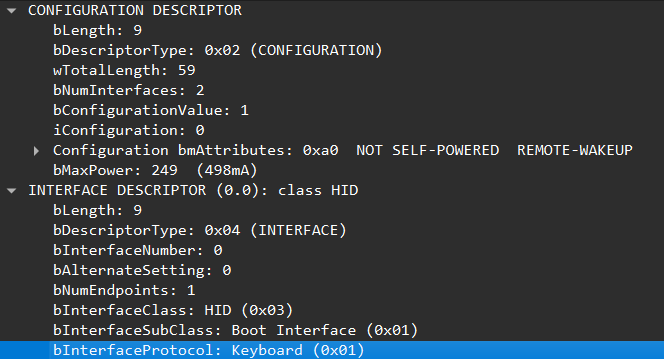 CONFIGURATION DESCRIPTOR
bLength: 9
bDescriptorType: 0x02 (CONFIGURATION)
wTotalLength: 59
bNumInterfaces: 2
bConfigurationValue: 1
iConfiguration: 0
Configuration bmAttributes: 0xa0  NOT SELF-POWERED  REMOTE-WAKEUP
bMaxPower: 249  (498mA)
INTERFACE DESCRIPTOR (0.0): class HID
bLength: 9
bDescriptorType: 0x04 (INTERFACE)
bInterfaceNumber: 0
bAlternateSetting: 0
bNumEndpoints: 1
bInterfaceClass: HID (0x03)
bInterfaceSubClass: Boot Interface (0x01)
bInterfaceProtocol: Keyboard (0x01)